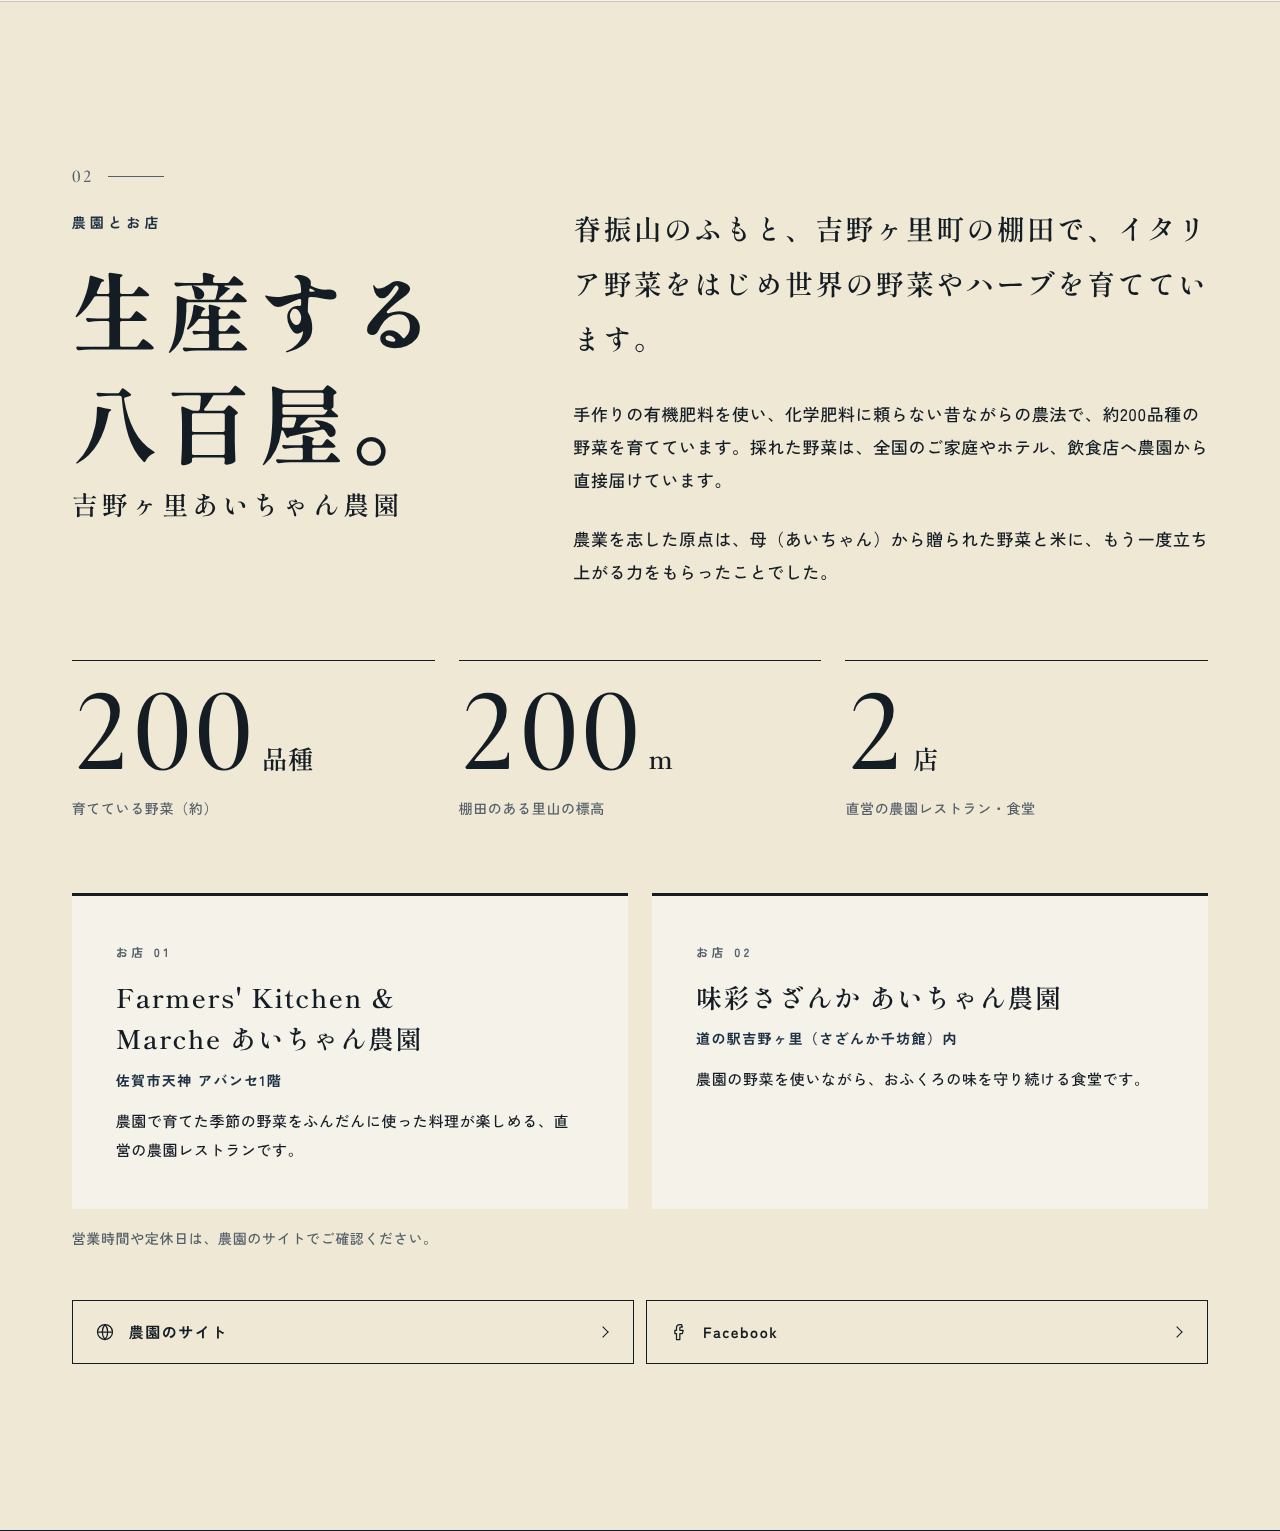 02
農園とお店
生産する
八百屋。
吉野ヶ里あいちゃん農園
脊振山のふもと、吉野ヶ里町の棚田で、イタリ
ア野菜をはじめ世界の野菜やハーブを育ててい
ます。
手作りの有機肥料を使い、化学肥料に頼らない昔ながらの農法で、約200品種の
野菜を育てています。採れた野菜は、全国のご家庭やホテル、飲食店へ農園から
直接届けています。
農業を志した原点は、母（あいちゃん）から贈られた野菜と米に、もう一度立ち
上がる力をもらったことでした。
200 品種
育てている野菜（約）
200 m
棚田のある里山の標高
2 店
直営の農園レストラン・食堂
お店 01
Farmers' Kitchen &
Marche あいちゃん農園
佐賀市天神 アバンセ1階
農園で育てた季節の野菜をふんだんに使った料理が楽しめる、直
営の農園レストランです。
お店 02
味彩さざんか あいちゃん農園
道の駅吉野ヶ里（さざんか千坊館）内
農園の野菜を使いながら、おふくろの味を守り続ける食堂です。
営業時間や定休日は、農園のサイトでご確認ください。
農園のサイト
Facebook